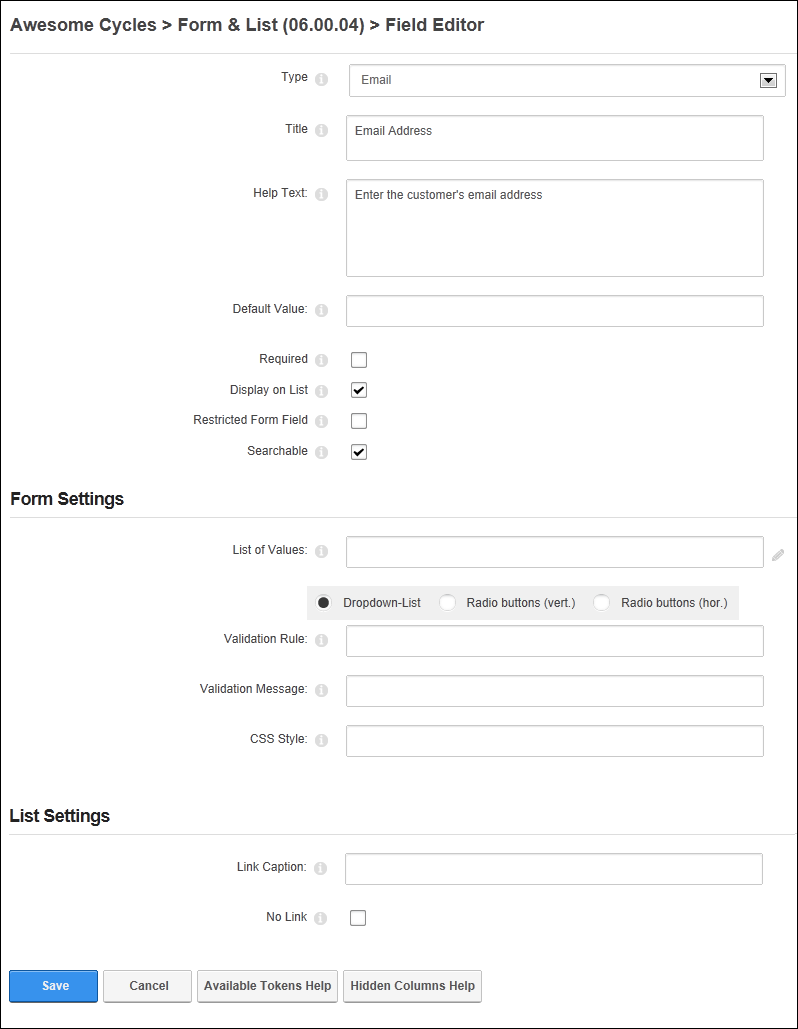 Awesome Cycles > Form & List (06.00.04) > Field Editor
Type
Email
Title
Email Address
Help Text:
Enter the customer's email address
Default Value:
Required
Display on List
Restricted Form Field
Searchable
Form Settings
List of Values:
Dropdown-List Radio buttons (vert.) Radio buttons (hor.)
Validation Rule:
Validation Message:
CSS Style:
List Settings
Link Caption:
No Link
Save Cancel Available Tokens Help Hidden Columns Help